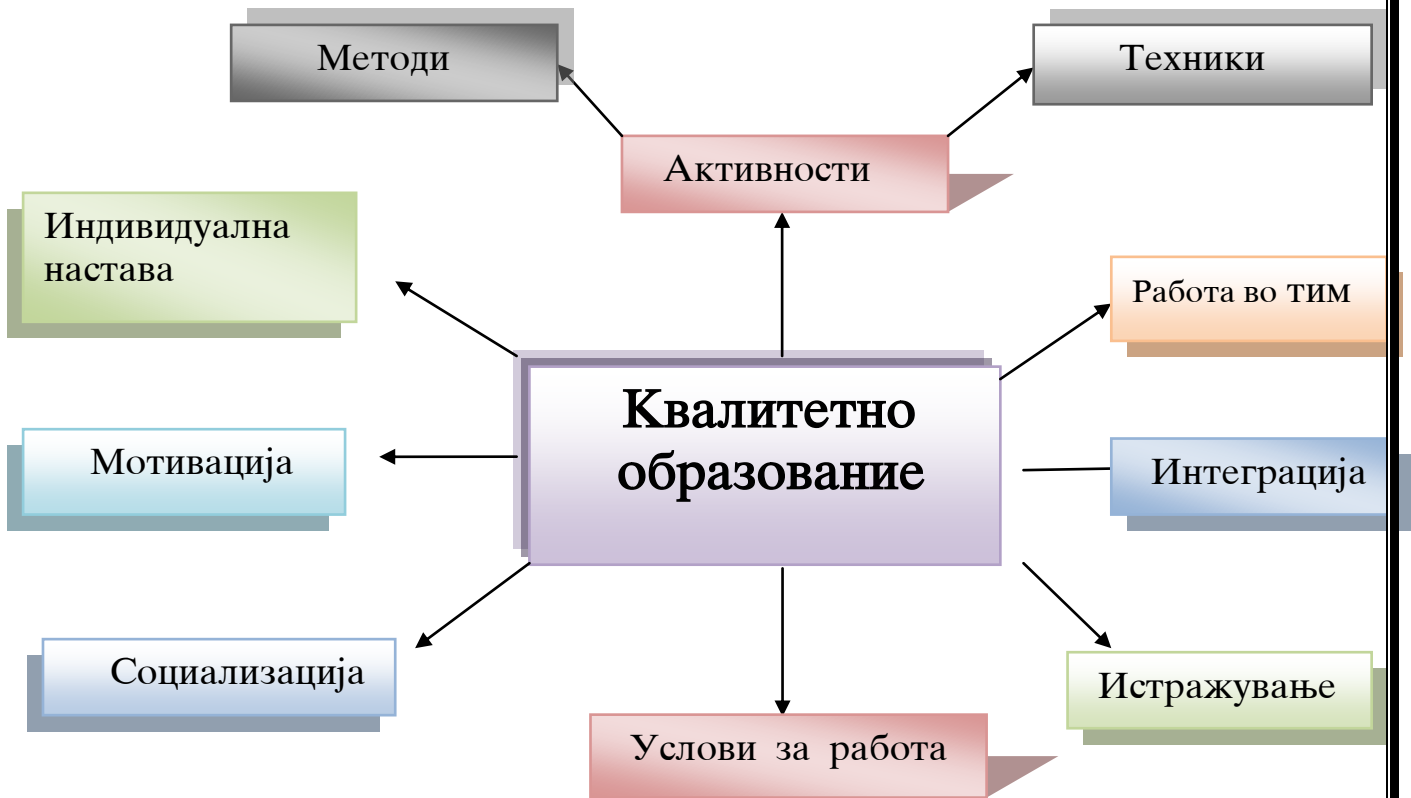 Методи
Техники
Активности
Индивидуална
настава
Работа во тим
Квалитетно
образование
Мотивација
Интеграција
Социализација
Истражување
Услови за работа